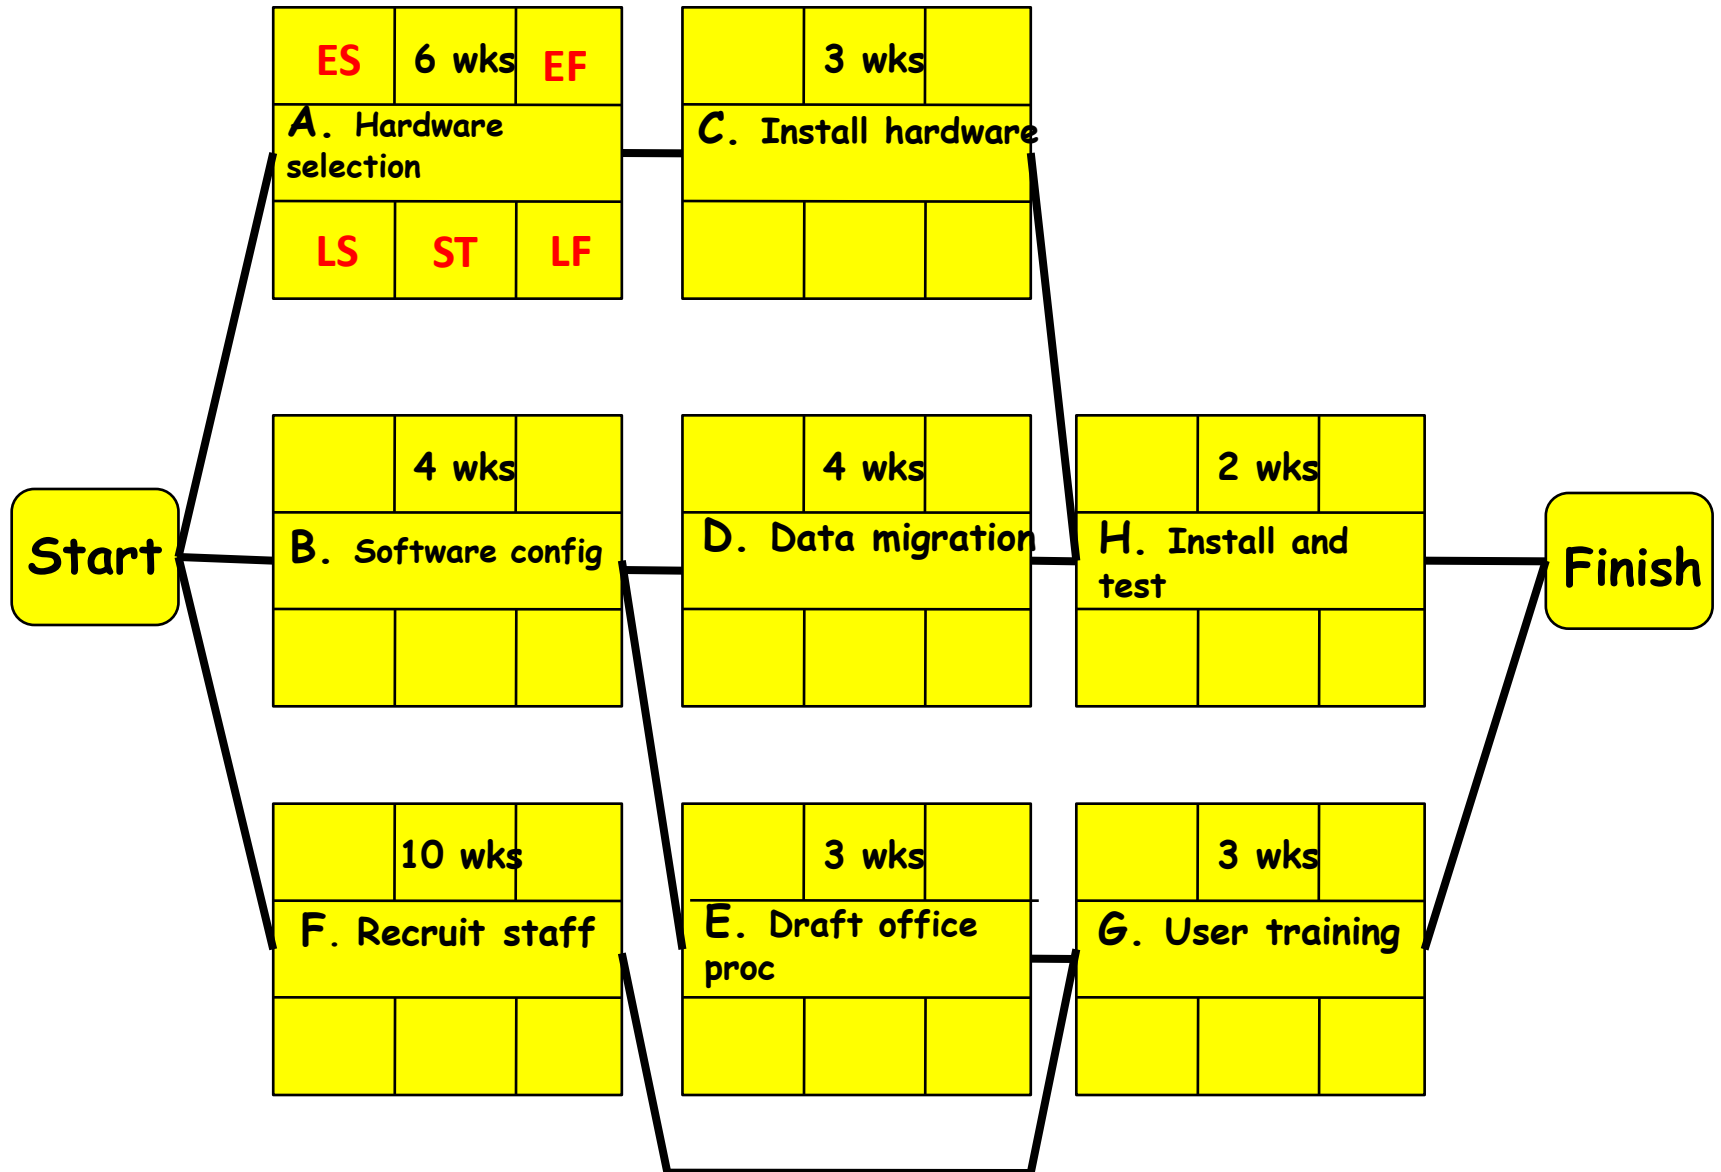 ES 6 wks EF
A. Hardware
selection
LS ST LF
3 wks
C. Install hardware
Start
4 wks
B. Software config
4 wks
D. Data migration
2 wks
H. Install and
test
Finish
10 wks
F. Recruit staff
3 wks
E. Draft office
proc
3 wks
G. User training